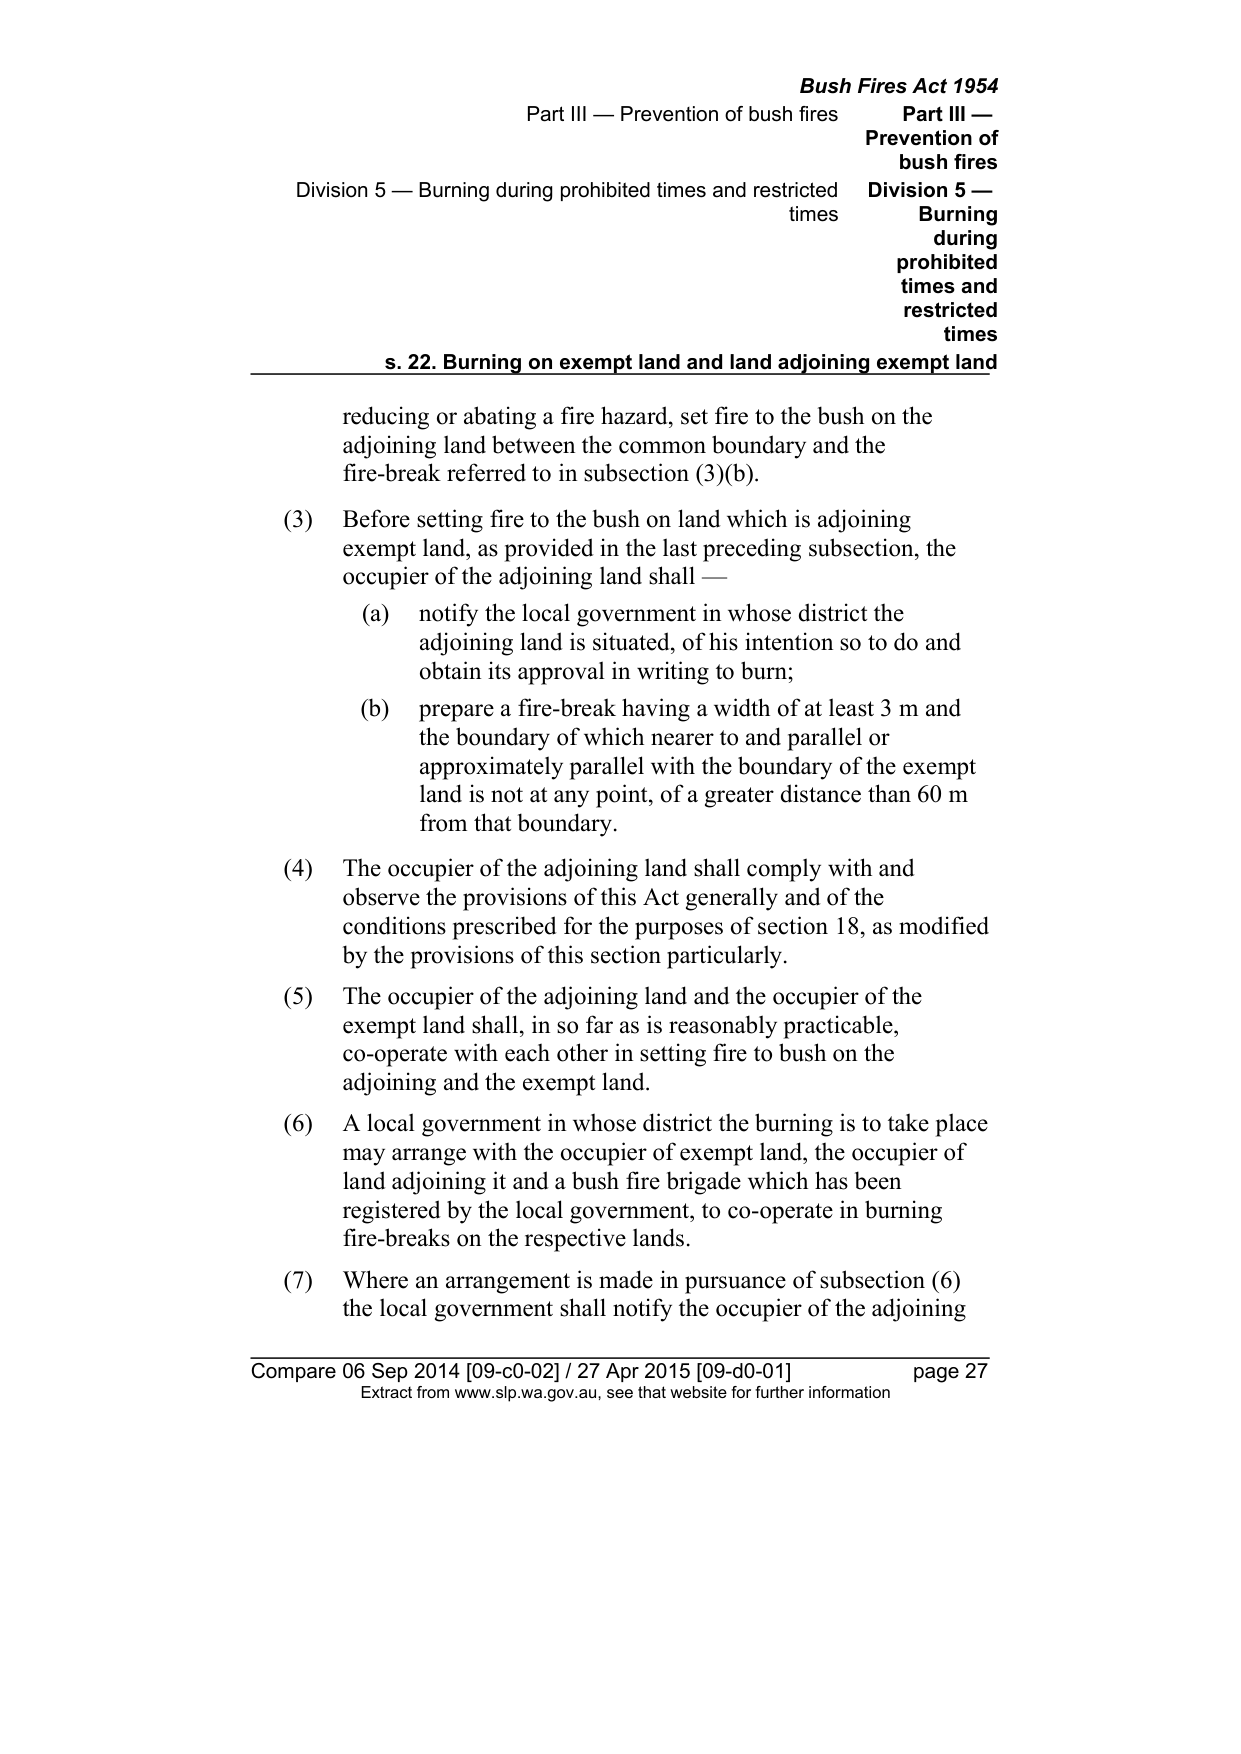 Bush Fires Act 1954
Part III — Prevention of bush fires
Part III —
Prevention of
bush fires
Division 5 — Burning during prohibited times and restricted
times
Division 5 —
Burning
during
prohibited
times and
restricted
times
s. 22. Burning on exempt land and land adjoining exempt land
reducing or abating a fire hazard, set fire to the bush on the
adjoining land between the common boundary and the
fire-break referred to in subsection (3)(b).
(3) Before setting fire to the bush on land which is adjoining
exempt land, as provided in the last preceding subsection, the
occupier of the adjoining land shall —
(a) notify the local government in whose district the
adjoining land is situated, of his intention so to do and
obtain its approval in writing to burn;
(b) prepare a fire-break having a width of at least 3 m and
the boundary of which nearer to and parallel or
approximately parallel with the boundary of the exempt
land is not at any point, of a greater distance than 60 m
from that boundary.
(4) The occupier of the adjoining land shall comply with and
observe the provisions of this Act generally and of the
conditions prescribed for the purposes of section 18, as modified
by the provisions of this section particularly.
(5) The occupier of the adjoining land and the occupier of the
exempt land shall, in so far as is reasonably practicable,
co-operate with each other in setting fire to bush on the
adjoining and the exempt land.
(6) A local government in whose district the burning is to take place
may arrange with the occupier of exempt land, the occupier of
land adjoining it and a bush fire brigade which has been
registered by the local government, to co-operate in burning
fire-breaks on the respective lands.
(7) Where an arrangement is made in pursuance of subsection (6)
the local government shall notify the occupier of the adjoining
Compare 06 Sep 2014 [09-c0-02] / 27 Apr 2015 [09-d0-01] page 27
Extract from www.slp.wa.gov.au, see that website for further information